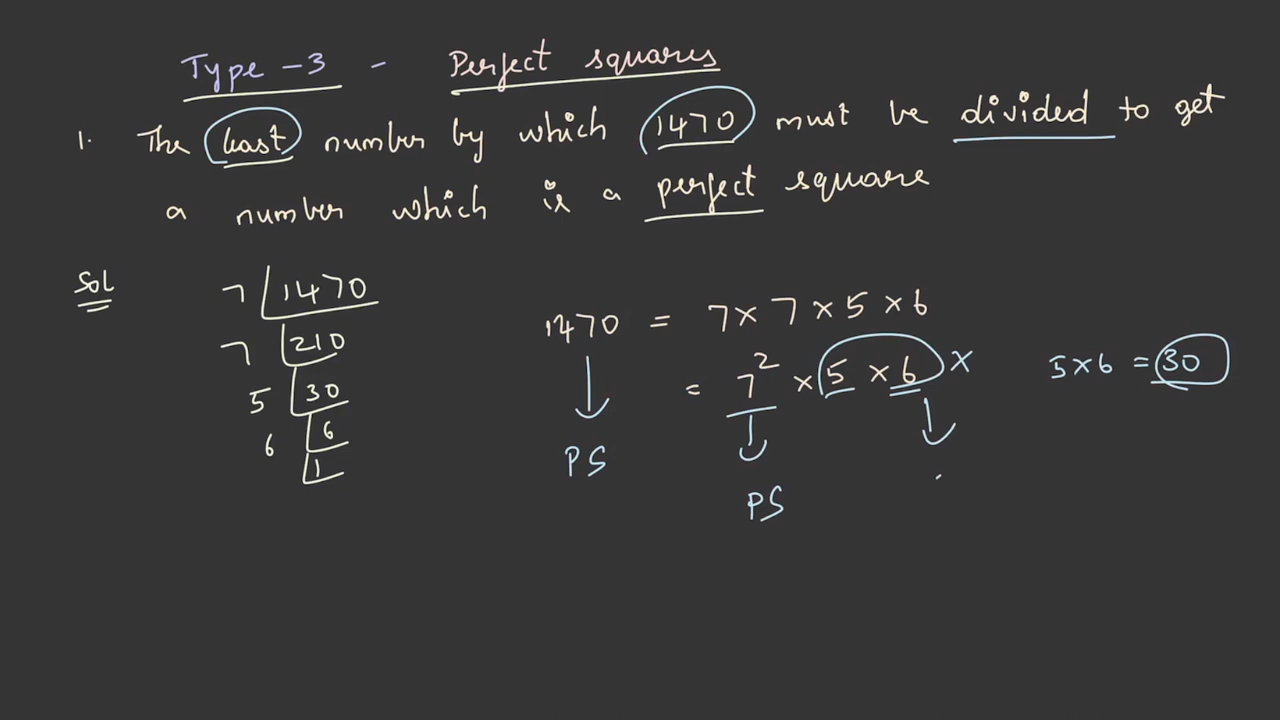 Type -3 - Perfect squares
1. The least number by which 1470 must be divided to get
a number which is a perfect square
Sol
7 1470
7 210
5 30
6 6
1
1470 = 7 x 7 x 5 x 6
= 7² x 5 x 6 x
5 x 6 = 30
PS
PS